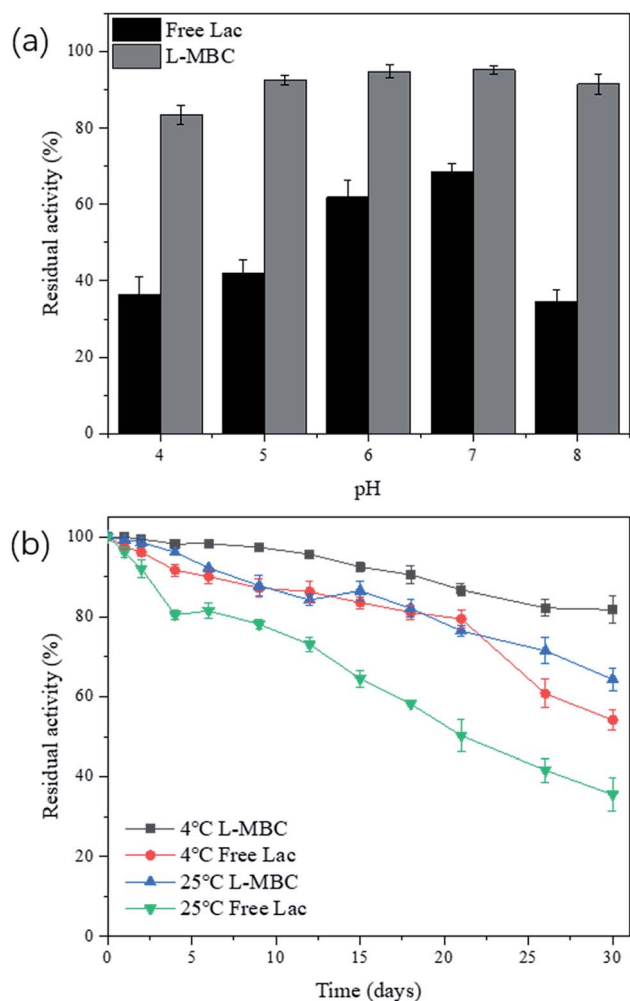 (a)
Free Lac
L-MBC
100
80
60
40
20
0
Residual activity (%)
4 5 6 7 8
pH
(b)
100
80
60
40
20
0
Residual activity (%)
4°C L-MBC
4°C Free Lac
25°C L-MBC
25°C Free Lac
0 5 10 15 20 25 30
Time (days)